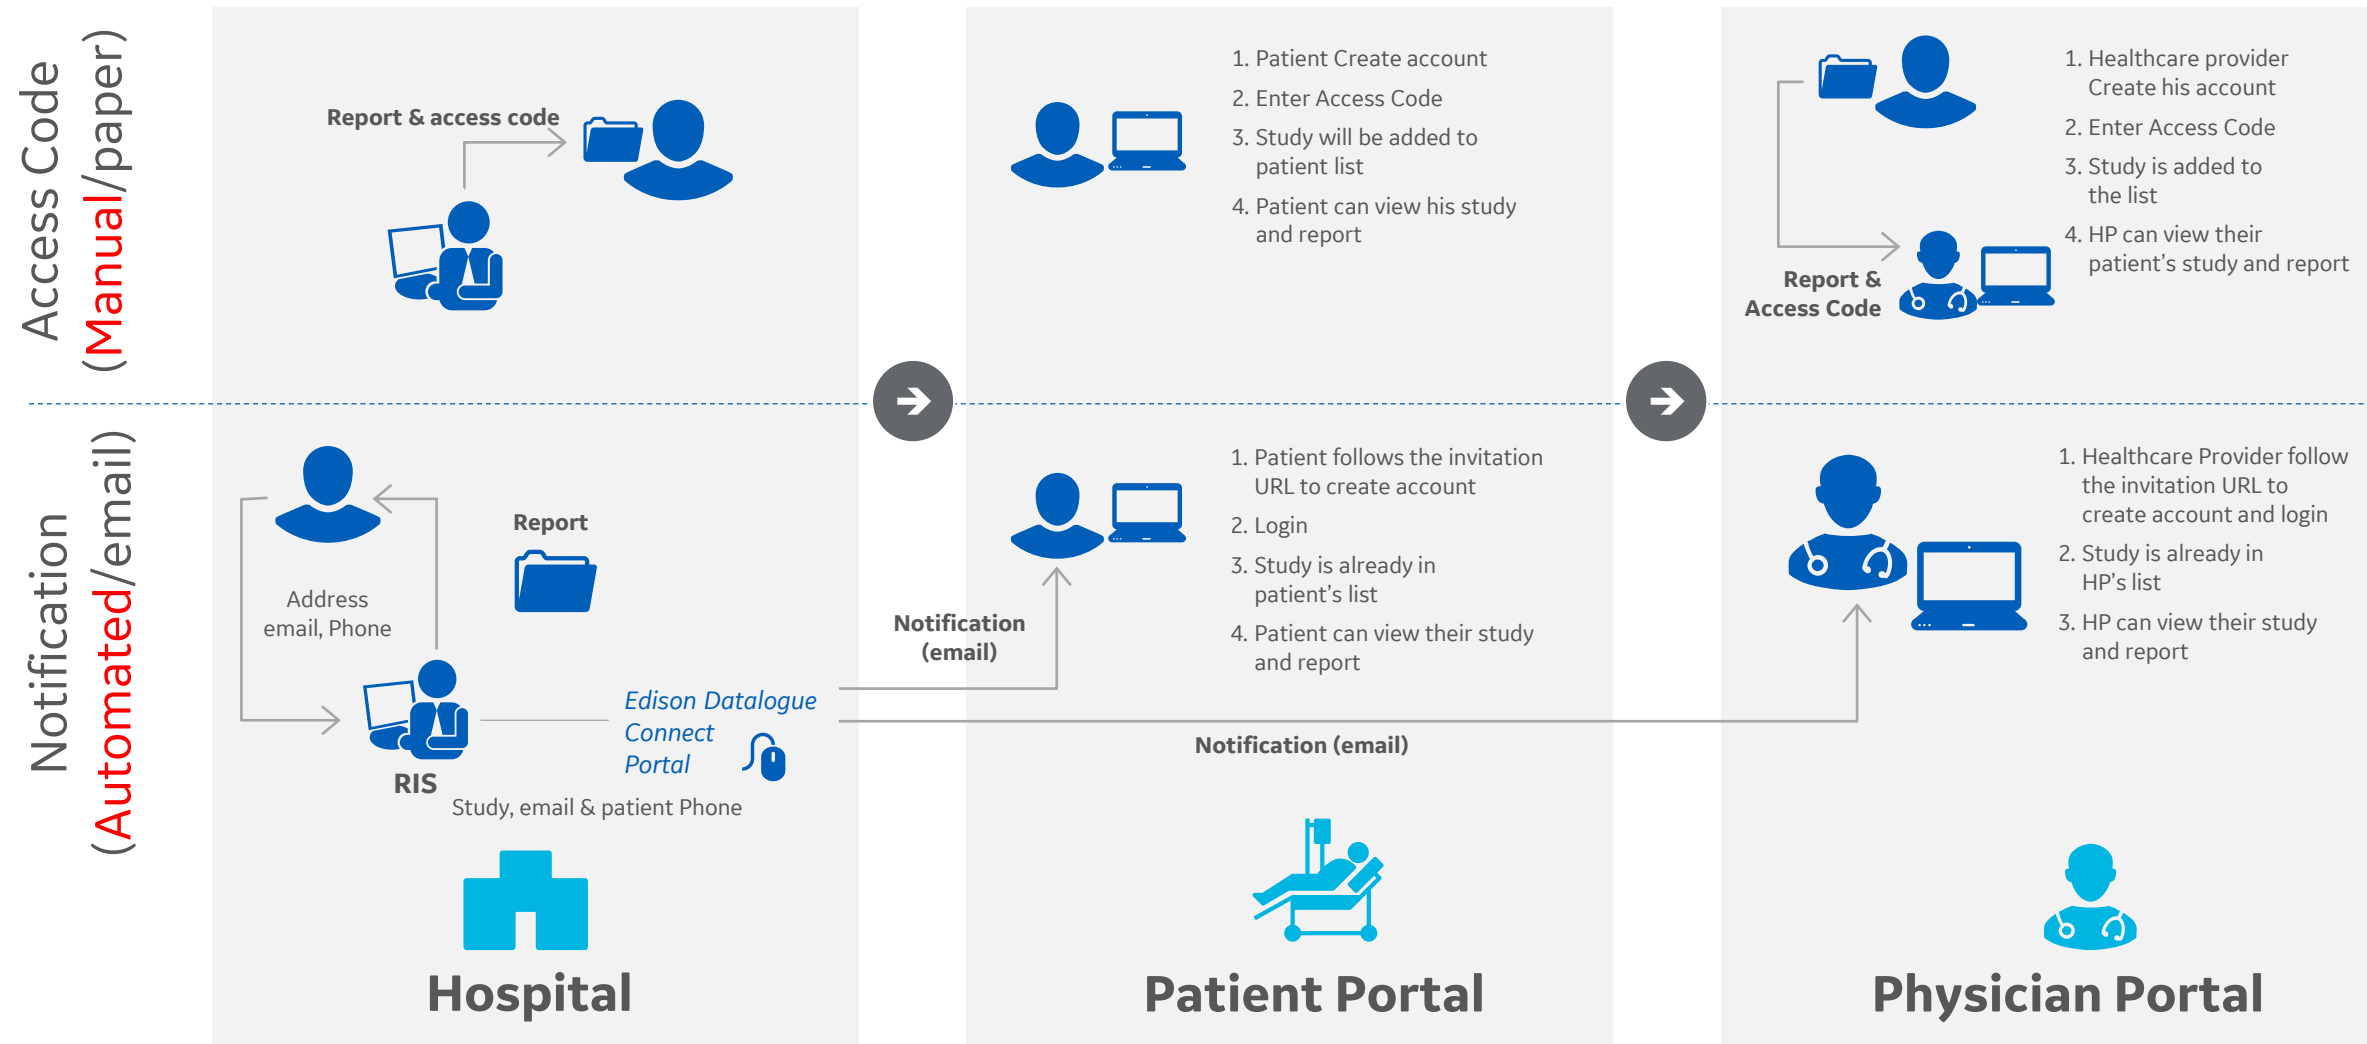 Access Code
(Manual/paper)
Report & access code
1. Patient Create account
2. Enter Access Code
3. Study will be added to
patient list
4. Patient can view his study
and report
1. Healthcare provider
Create his account
2. Enter Access Code
3. Study is added to
the list
4. HP can view their
patient's study and report
Report &
Access Code
Notification
(Automated/email)
Address
email, Phone
Report
RIS
Edison Datalogue
Connect
Portal
Study, email & patient Phone
Notification
(email)
1. Patient follows the invitation
URL to create account
2. Login
3. Study is already in
patient's list
4. Patient can view their study
and report
Notification (email)
1. Healthcare Provider follow
the invitation URL to
create account and login
2. Study is already in
HP's list
3. HP can view their study
and report
Hospital
Patient Portal
Physician Portal